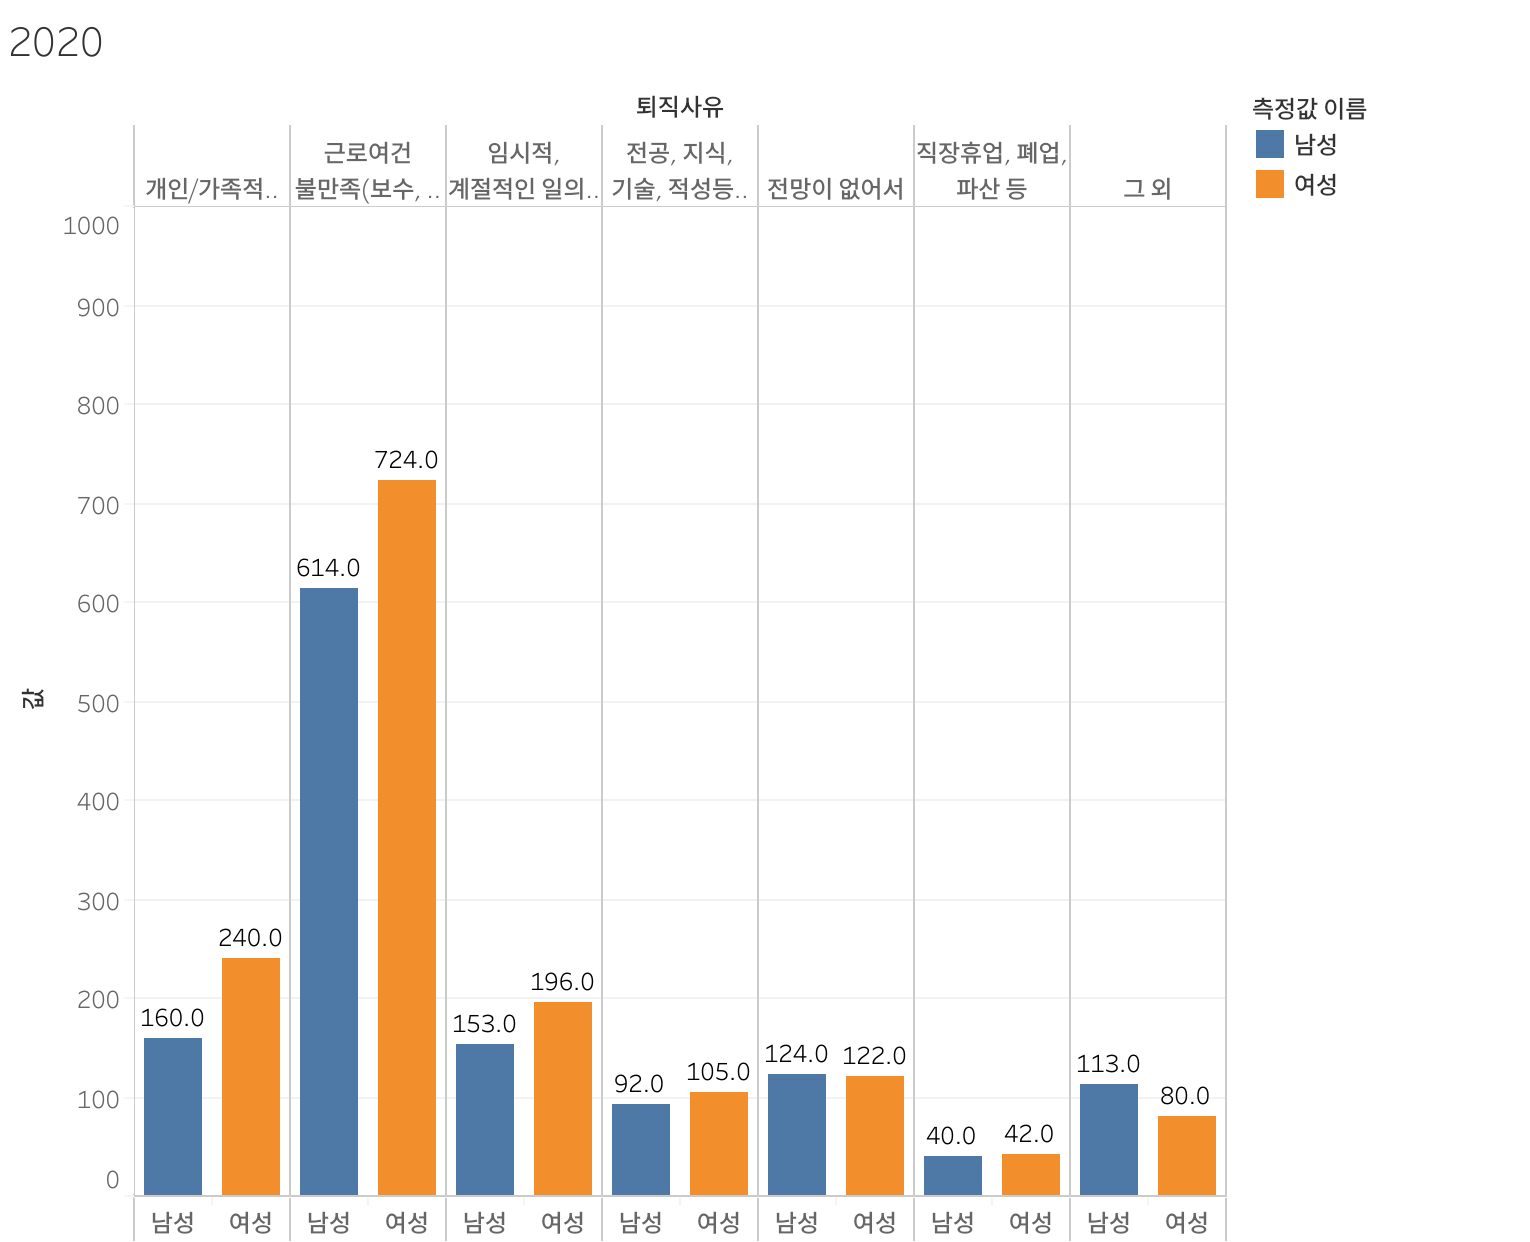 2020
퇴직사유
개인/가족적..
근로여건
불만족(보수, ..
임시적,
계절적인 일의..
전공, 지식,
기술, 적성등..
전망이 없어서
직장휴업, 폐업,
파산 등
그 외
측정값 이름
남성
여성
값
1000
900
800
700
600
500
400
300
200
100
0
160.0
240.0
614.0
724.0
153.0
196.0
92.0
105.0
124.0
122.0
40.0
42.0
113.0
80.0
남성 여성 남성 여성 남성 여성 남성 여성 남성 여성 남성 여성 남성 여성